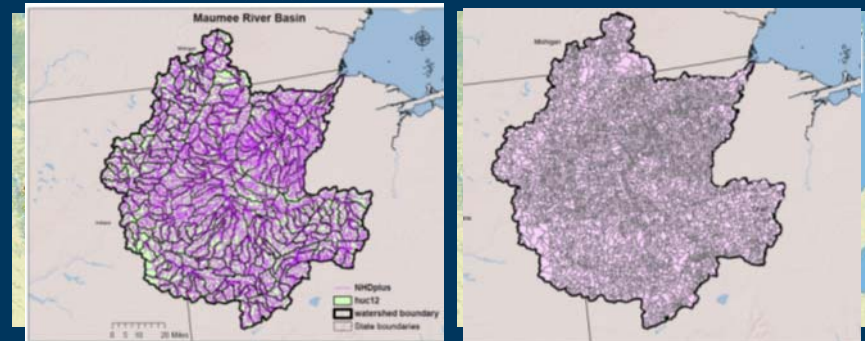 Maumee River Basin
Michigan
Indiana
NHDplus
huc12
watershed boundary
State boundaries
0 5 10 20 Miles
Michigan